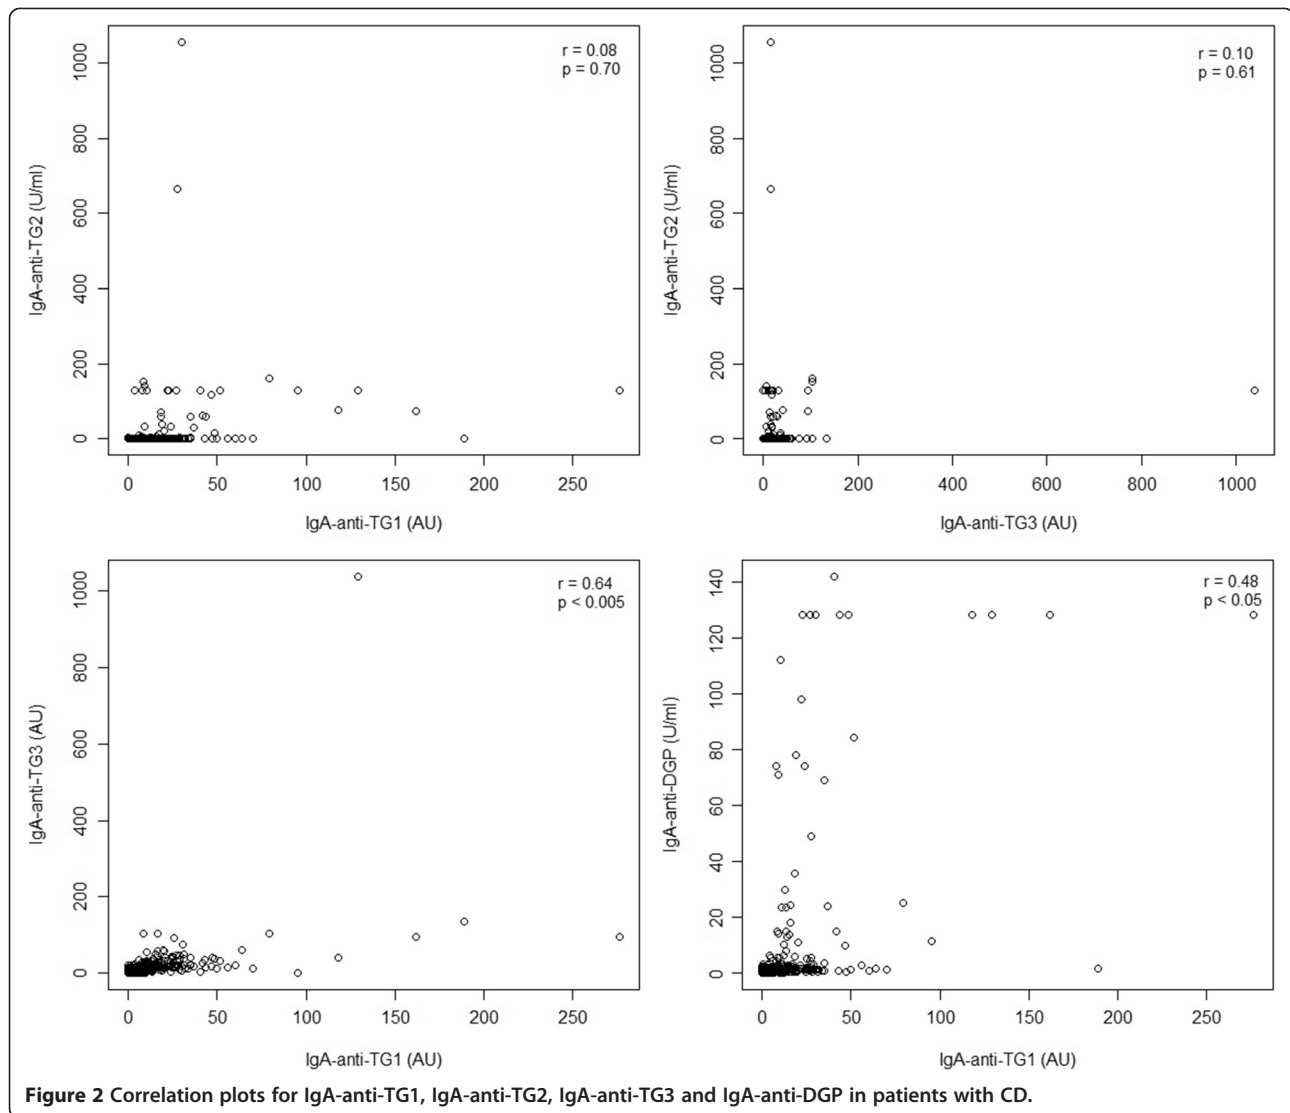 1000
800
600
400
200
0
IgA-anti-TG2 (U/ml)
r = 0.08
p = 0.70
0 50 100 150 200 250
IgA-anti-TG1 (AU)
1000
800
600
400
200
0
IgA-anti-TG2 (U/ml)
r = 0.10
p = 0.61
0 200 400 600 800 1000
IgA-anti-TG3 (AU)
1000
800
600
400
200
0
IgA-anti-TG3 (AU)
r = 0.64
p < 0.005
0 50 100 150 200 250
IgA-anti-TG1 (AU)
140
120
100
80
60
40
20
0
IgA-anti-DGP (U/ml)
r = 0.48
p < 0.05
0 50 100 150 200 250
IgA-anti-TG1 (AU)
Figure 2 Correlation plots for IgA-anti-TG1, IgA-anti-TG2, IgA-anti-TG3 and IgA-anti-DGP in patients with CD.